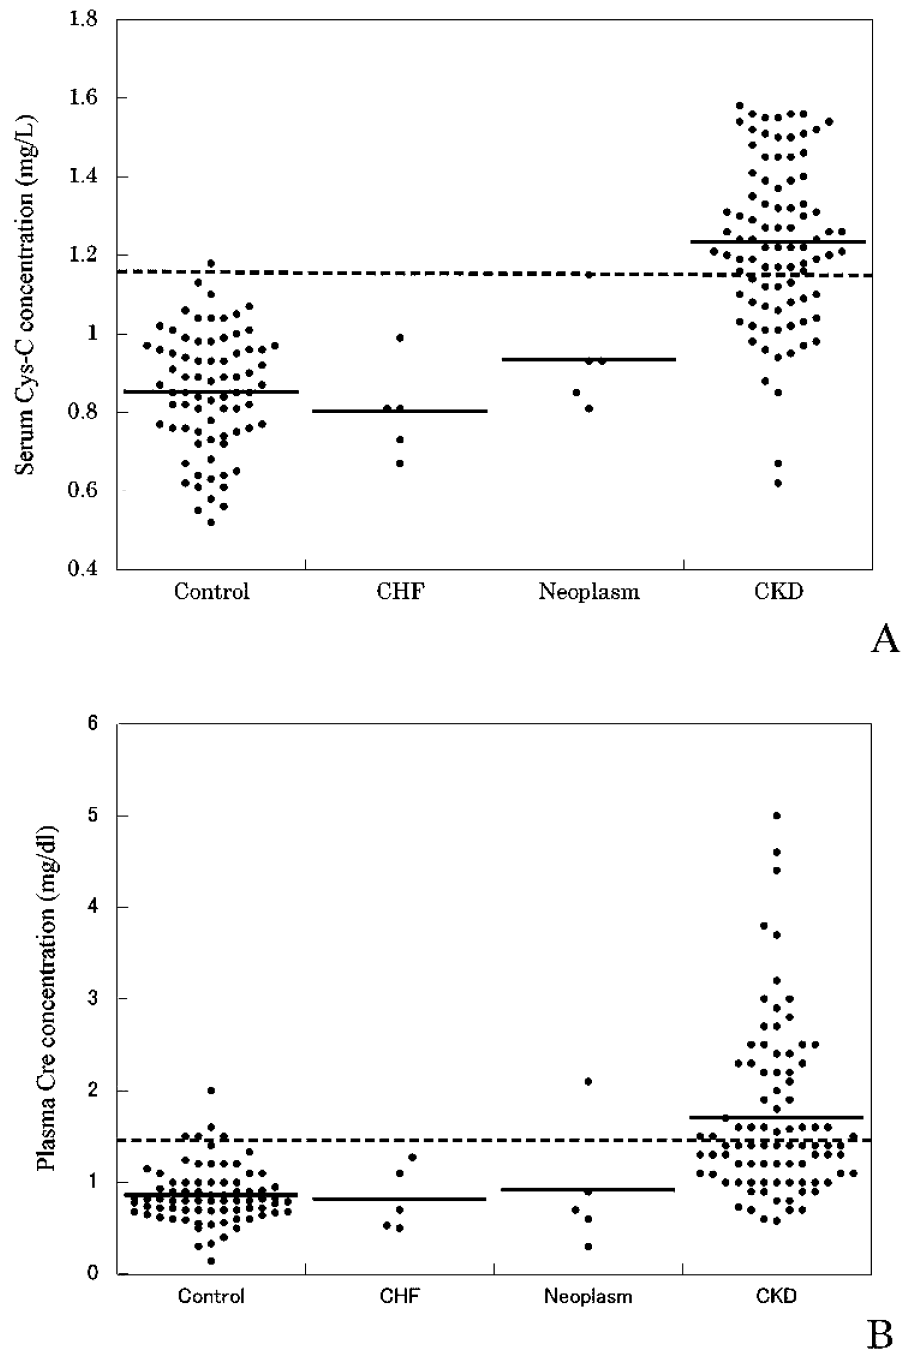 1.8
1.6
1.4
1.2
1
0.8
0.6
0.4
Serum Cys-C concentration (mg/L)
Control CHF Neoplasm CKD
A
6
5
4
3
2
1
0
Plasma Cre concentration (mg/dl)
Control CHF Neoplasm CKD
B